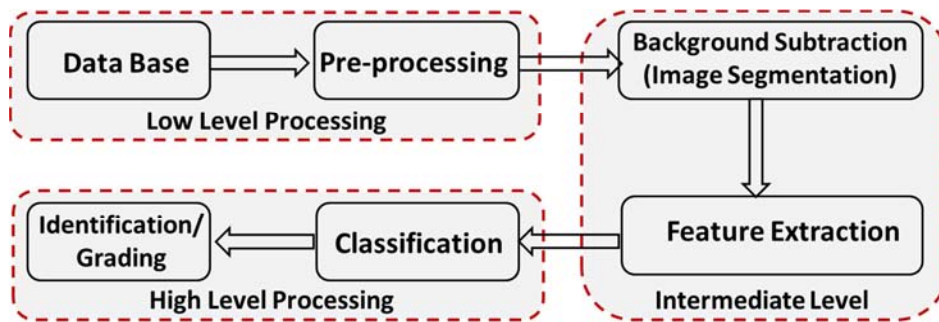 Data Base
Pre-processing
Low Level Processing
Background Subtraction
(Image Segmentation)
Feature Extraction
Intermediate Level
Classification
Identification/
Grading
High Level Processing